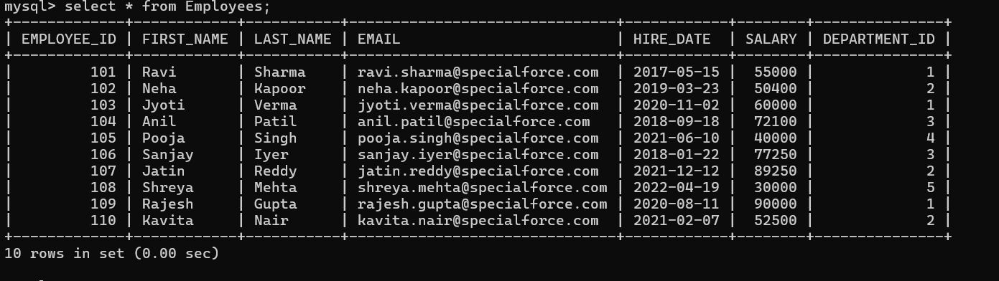 mysql> select * from Employees;
+-------------+------------+-----------+-------------------------------+------------+--------+---------------+
| EMPLOYEE_ID | FIRST_NAME | LAST_NAME | EMAIL                         | HIRE_DATE  | SALARY | DEPARTMENT_ID |
+-------------+------------+-----------+-------------------------------+------------+--------+---------------+
|         101 | Ravi       | Sharma    | ravi.sharma@specialforce.com  | 2017-05-15 |  55000 |             1 |
|         102 | Neha       | Kapoor    | neha.kapoor@specialforce.com  | 2019-03-23 |  50400 |             2 |
|         103 | Jyoti      | Verma     | jyoti.verma@specialforce.com  | 2020-11-02 |  60000 |             1 |
|         104 | Anil       | Patil     | anil.patil@specialforce.com   | 2018-09-18 |  72100 |             3 |
|         105 | Pooja      | Singh     | pooja.singh@specialforce.com  | 2021-06-10 |  40000 |             4 |
|         106 | Sanjay     | Iyer      | sanjay.iyer@specialforce.com  | 2018-01-22 |  77250 |             3 |
|         107 | Jatin      | Reddy     | jatin.reddy@specialforce.com  | 2021-12-12 |  89250 |             2 |
|         108 | Shreya     | Mehta     | shreya.mehta@specialforce.com | 2022-04-19 |  30000 |             5 |
|         109 | Rajesh     | Gupta     | rajesh.gupta@specialforce.com | 2020-08-11 |  90000 |             1 |
|         110 | Kavita     | Nair      | kavita.nair@specialforce.com  | 2021-02-07 |  52500 |             2 |
+-------------+------------+-----------+-------------------------------+------------+--------+---------------+
10 rows in set (0.00 sec)